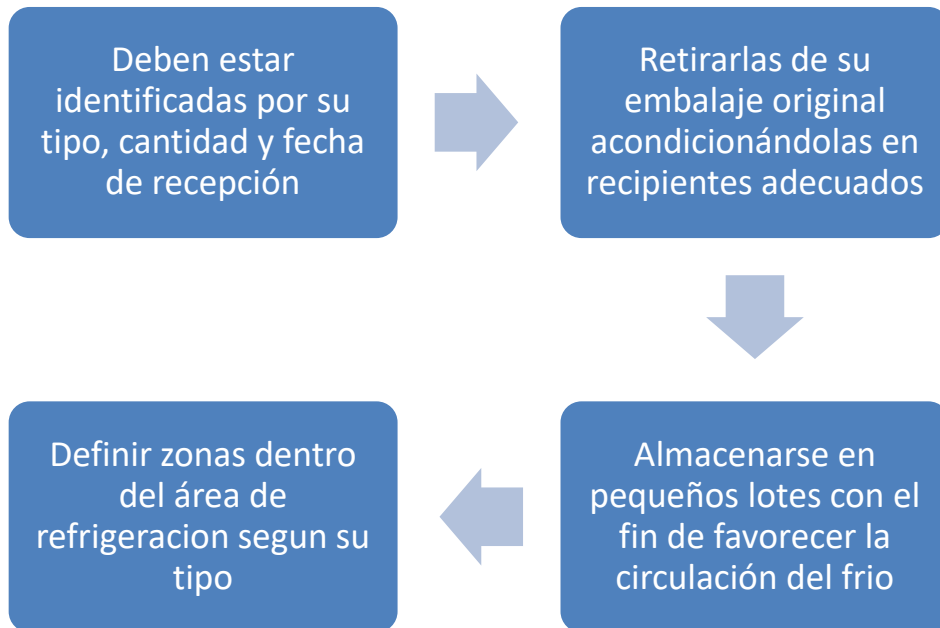 Deben estar
identificadas por su
tipo, cantidad y fecha
de recepción
Retirarlas de su
embalaje original
acondicionándolas en
recipientes adecuados
Almacenarse en
pequeños lotes con el
fin de favorecer la
circulación del frio
Definir zonas dentro
del área de
refrigeracion segun su
tipo